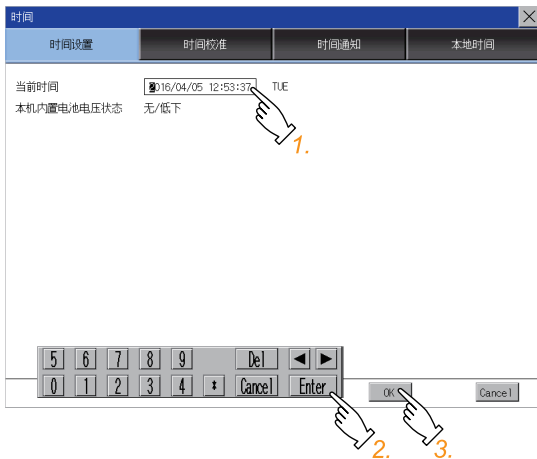 时间
时间设置 时间校准 时间通知 本地时间
当前时间 2016/04/05 12:53:37 TUE
本机内置电池电压状态 无/低下
1.
5 6 7 8 9 Del ◀ ▶
0 1 2 3 4 : Cancel Enter
OK Cancel
2. 3.